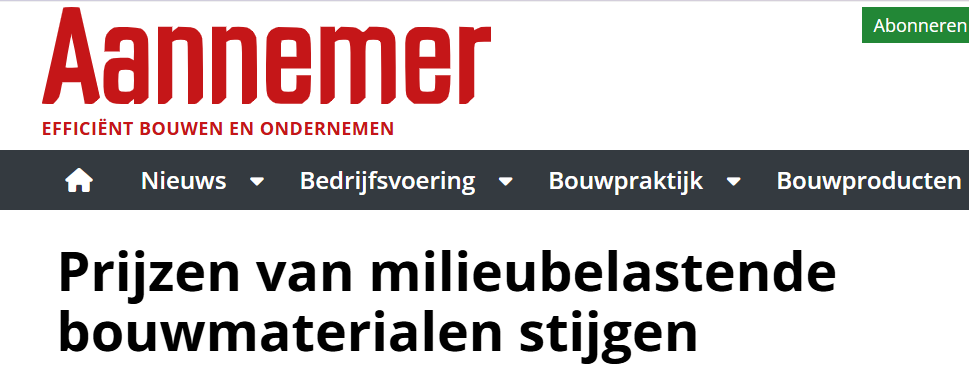 Aannemer
Abonneren
EFFICIËNT BOUWEN EN ONDERNEMEN
Nieuws Bedrijfsvoering Bouwpraktijk Bouwproducten
Prijzen van milieubelastende
bouwmaterialen stijgen